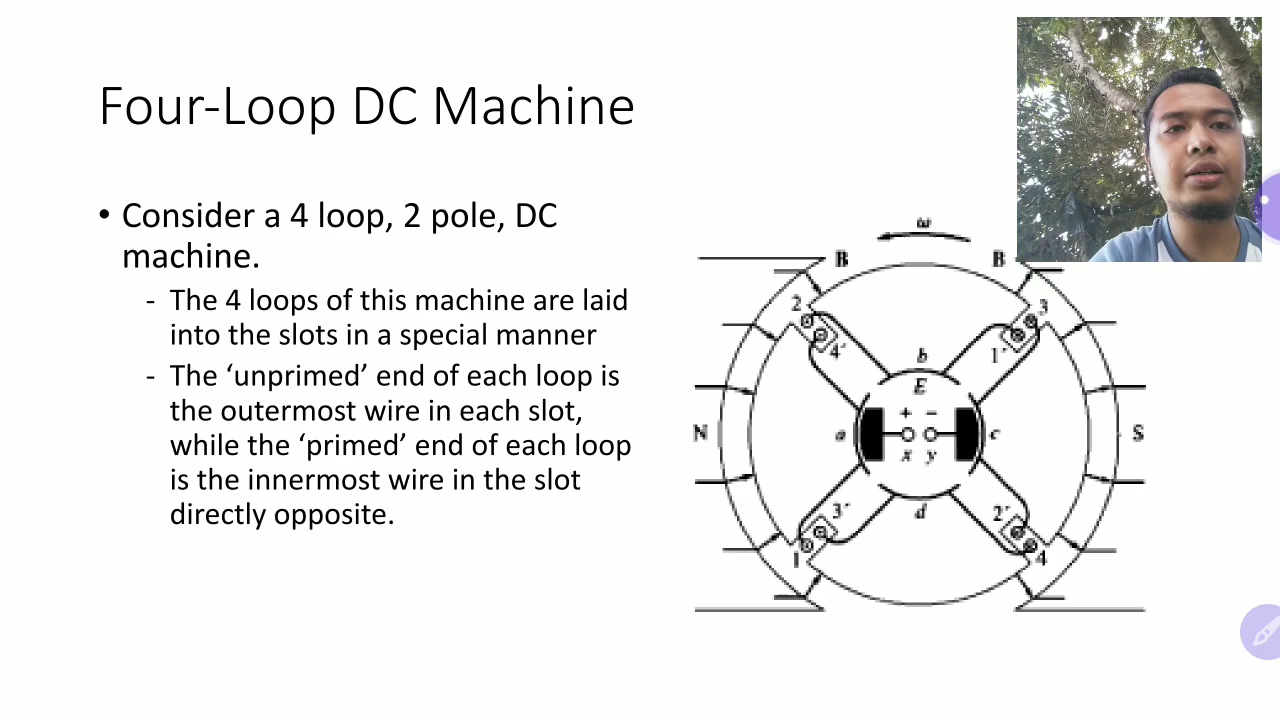 Four-Loop DC Machine
• Consider a 4 loop, 2 pole, DC
machine.
- The 4 loops of this machine are laid
into the slots in a special manner
- The ‘unprimed’ end of each loop is
the outermost wire in each slot,
while the ‘primed’ end of each loop
is the innermost wire in the slot
directly opposite.
ω
B B
2 3
4′ 1′
b
E
+ −
N a c S
x y
d
3′ 2′
1 4